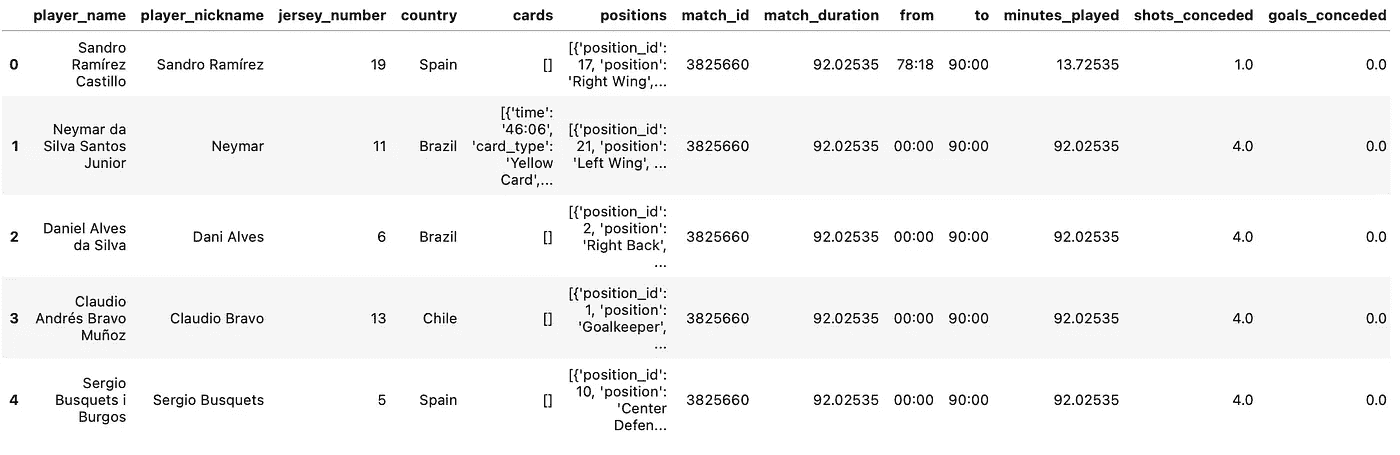 player_name player_nickname jersey_number country cards positions match_id match_duration from to minutes_played shots_conceded goals_conceded
0 Sandro Ramírez Castillo Sandro Ramírez 19 Spain [] [{'position_id': 17, 'position': 'Right Wing',... 3825660 92.02535 78:18 90:00 13.72535 1.0 0.0
1 Neymar da Silva Santos Junior Neymar 11 Brazil [{'time': '46:06', 'card_type': 'Yellow Card',... [{'position_id': 21, 'position': 'Left Wing', ... 3825660 92.02535 00:00 90:00 92.02535 4.0 0.0
2 Daniel Alves da Silva Dani Alves 6 Brazil [] [{'position_id': 2, 'position': 'Right Back', ... 3825660 92.02535 00:00 90:00 92.02535 4.0 0.0
3 Claudio Andrés Bravo Muñoz Claudio Bravo 13 Chile [] [{'position_id': 1, 'position': 'Goalkeeper', ... 3825660 92.02535 00:00 90:00 92.02535 4.0 0.0
4 Sergio Busquets i Burgos Sergio Busquets 5 Spain [] [{'position_id': 10, 'position': 'Center Defen... 3825660 92.02535 00:00 90:00 92.02535 4.0 0.0